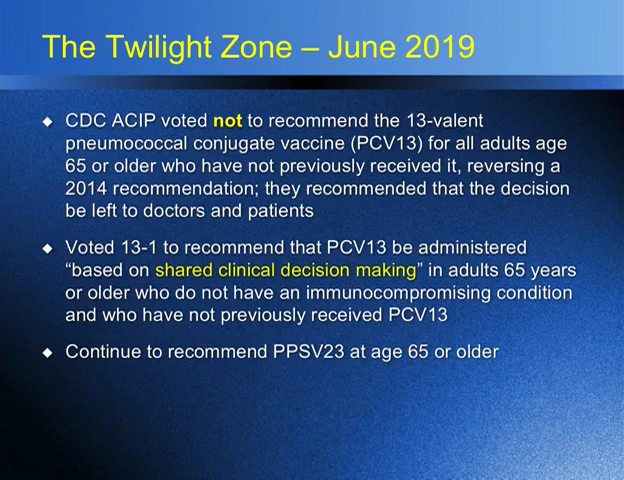 The Twilight Zone – June 2019
CDC ACIP voted not to recommend the 13-valent
pneumococcal conjugate vaccine (PCV13) for all adults age
65 or older who have not previously received it, reversing a
2014 recommendation; they recommended that the decision
be left to doctors and patients
Voted 13-1 to recommend that PCV13 be administered
“based on shared clinical decision making” in adults 65 years
or older who do not have an immunocompromising condition
and who have not previously received PCV13
Continue to recommend PPSV23 at age 65 or older